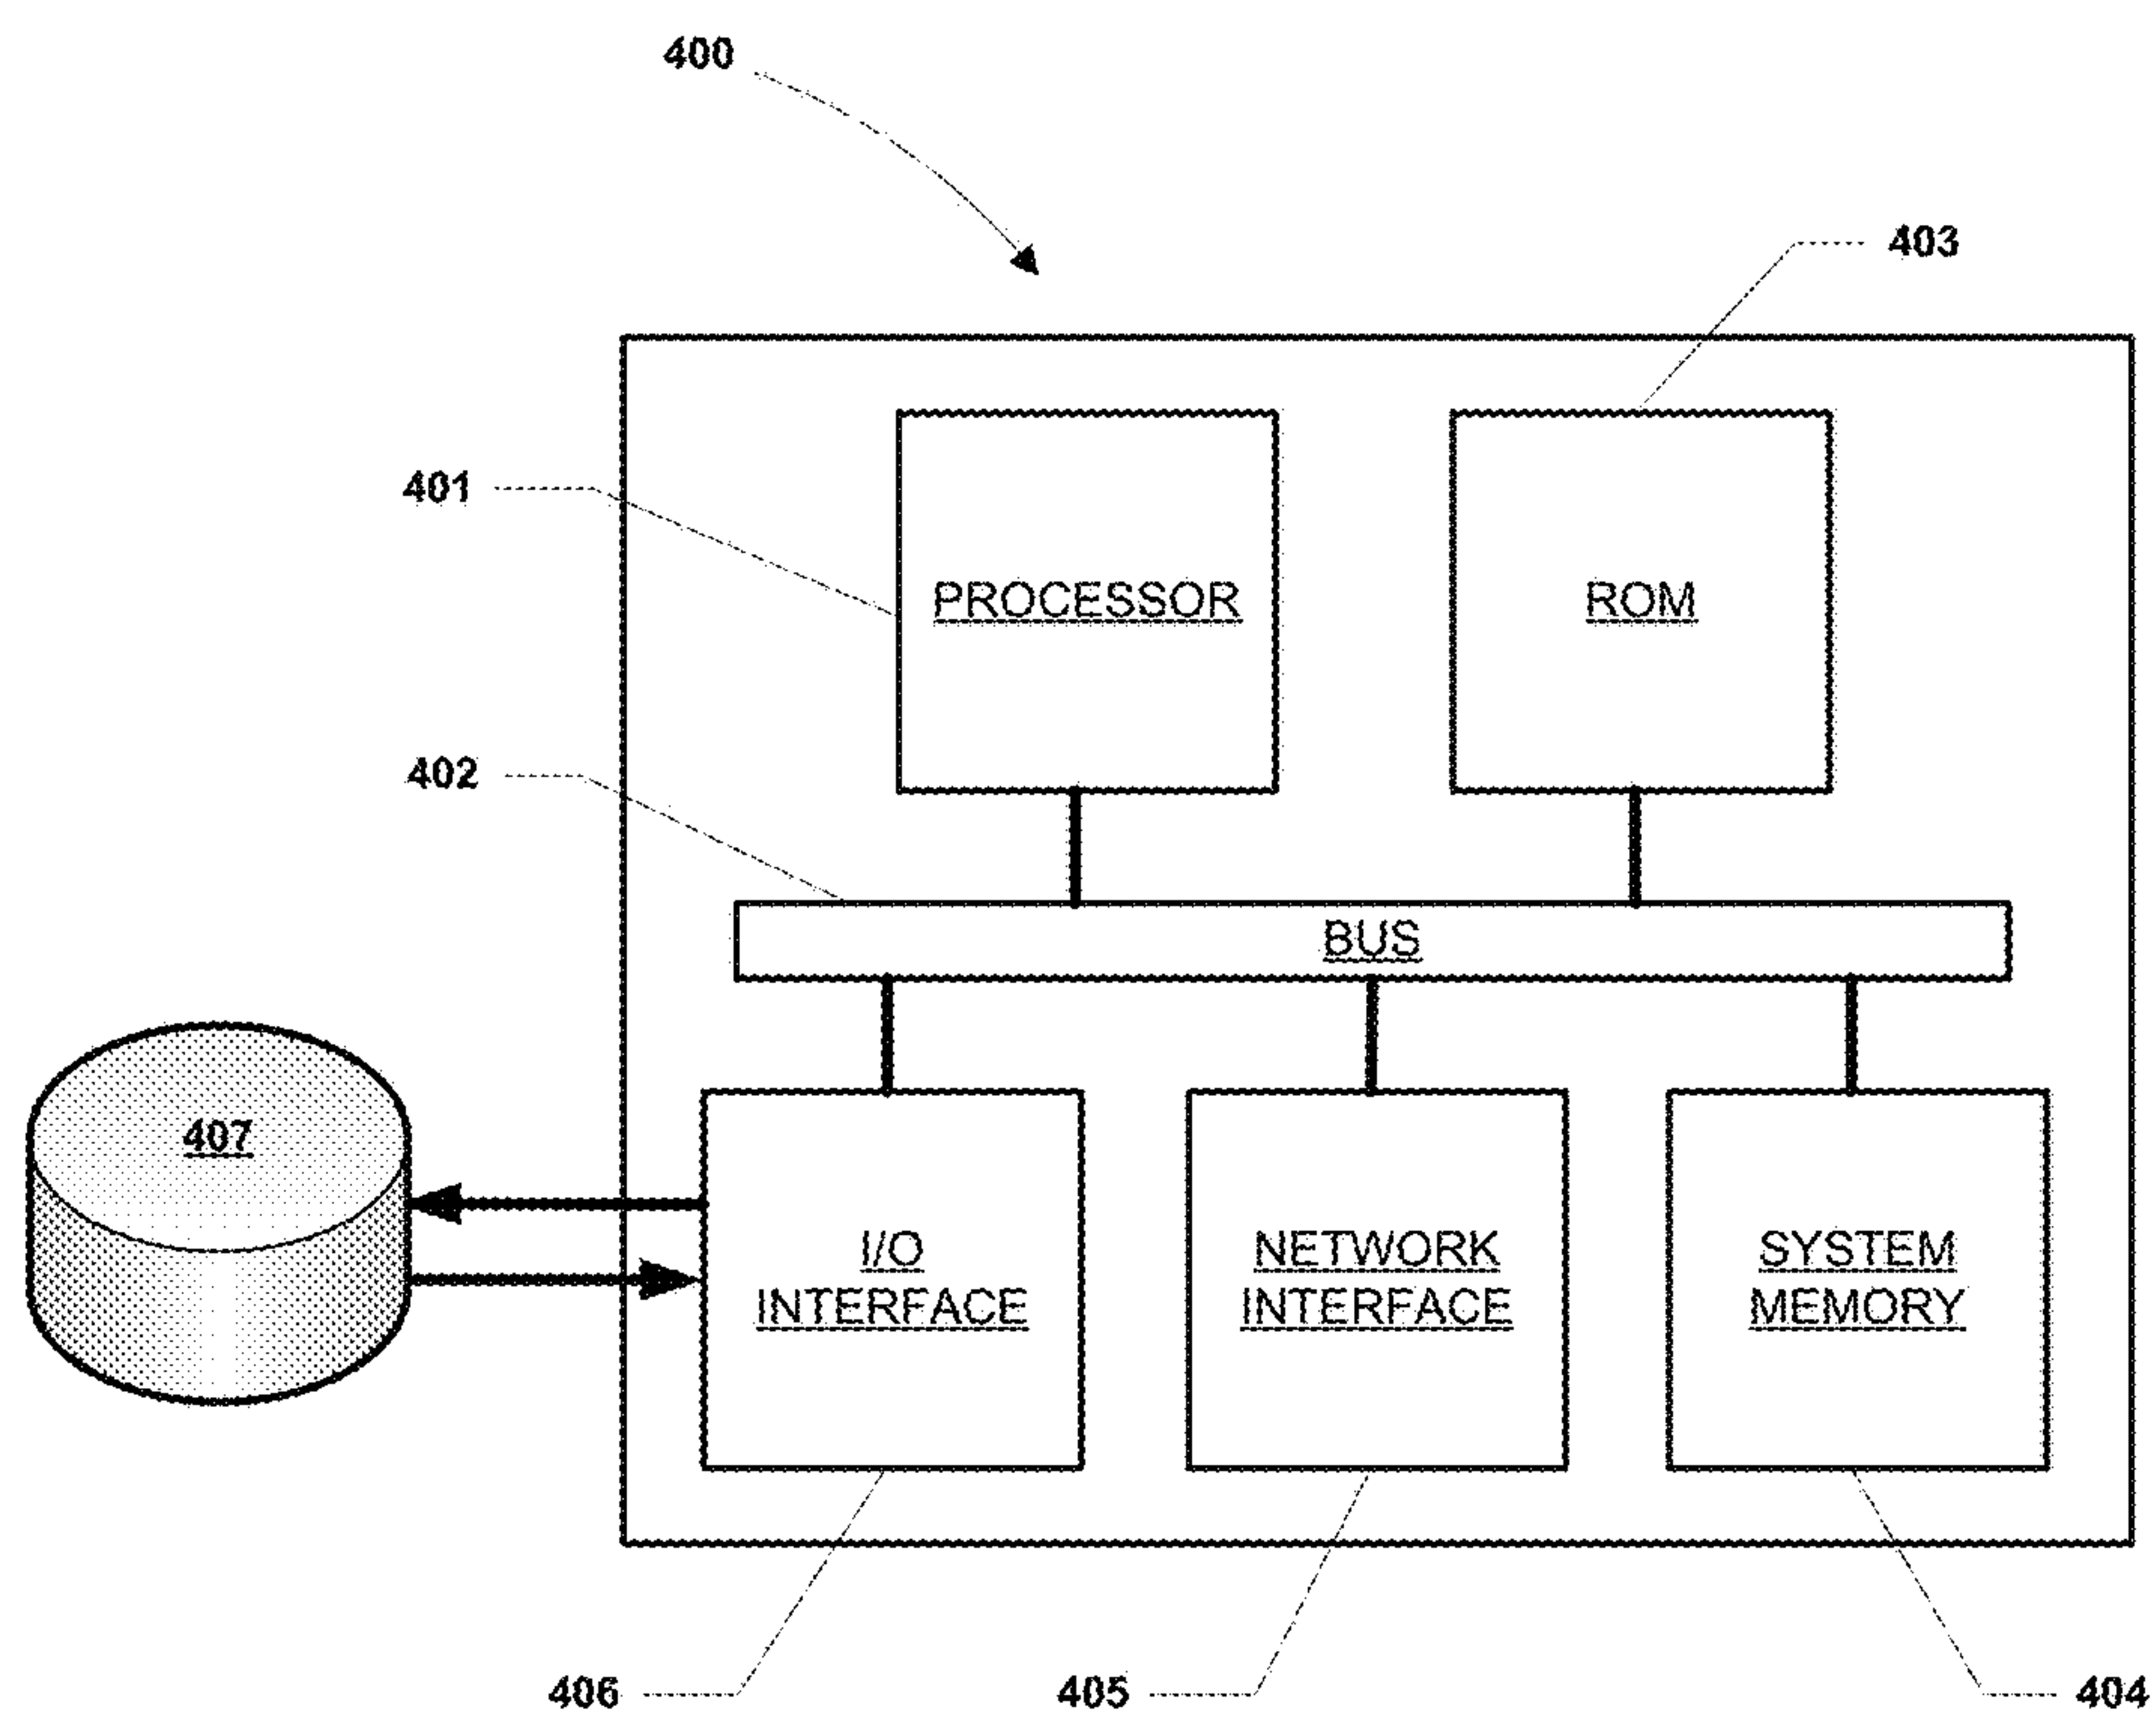 400
403
401
PROCESSOR
ROM
402
BUS
407
I/O
INTERFACE
NETWORK
INTERFACE
SYSTEM
MEMORY
406
405
404